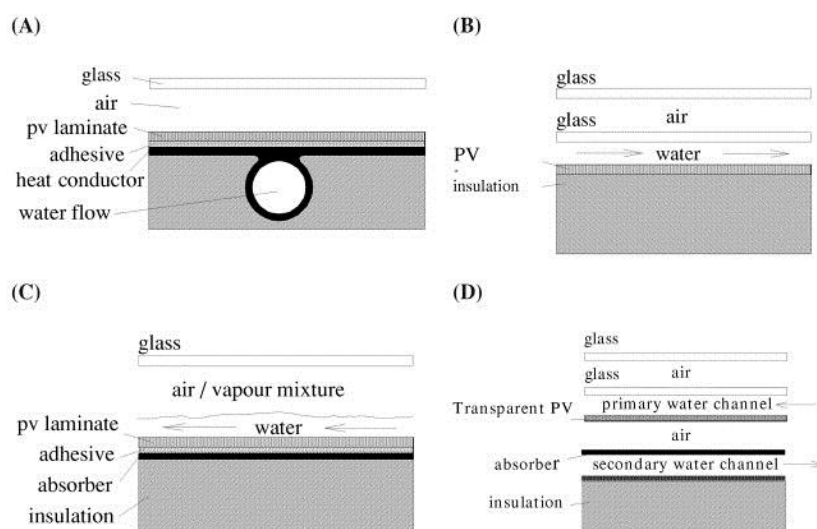 (A)
glass
air
pv laminate
adhesive
heat conductor
water flow
(B)
glass
air
glass
water
PV
insulation
(C)
glass
air / vapour mixture
water
pv laminate
adhesive
absorber
insulation
(D)
glass
air
glass
primary water channel
Transparent PV
air
absorber
secondary water channel
insulation